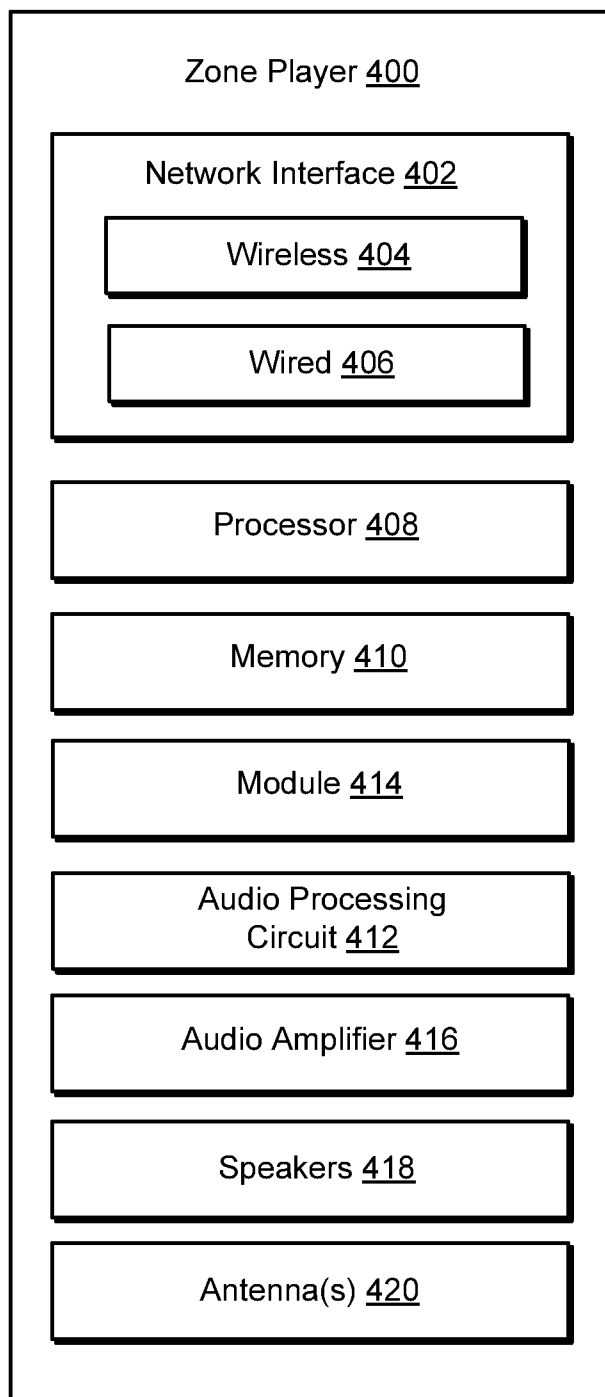 Zone Player 400
Network Interface 402
Wireless 404
Wired 406
Processor 408
Memory 410
Module 414
Audio Processing
Circuit 412
Audio Amplifier 416
Speakers 418
Antenna(s) 420